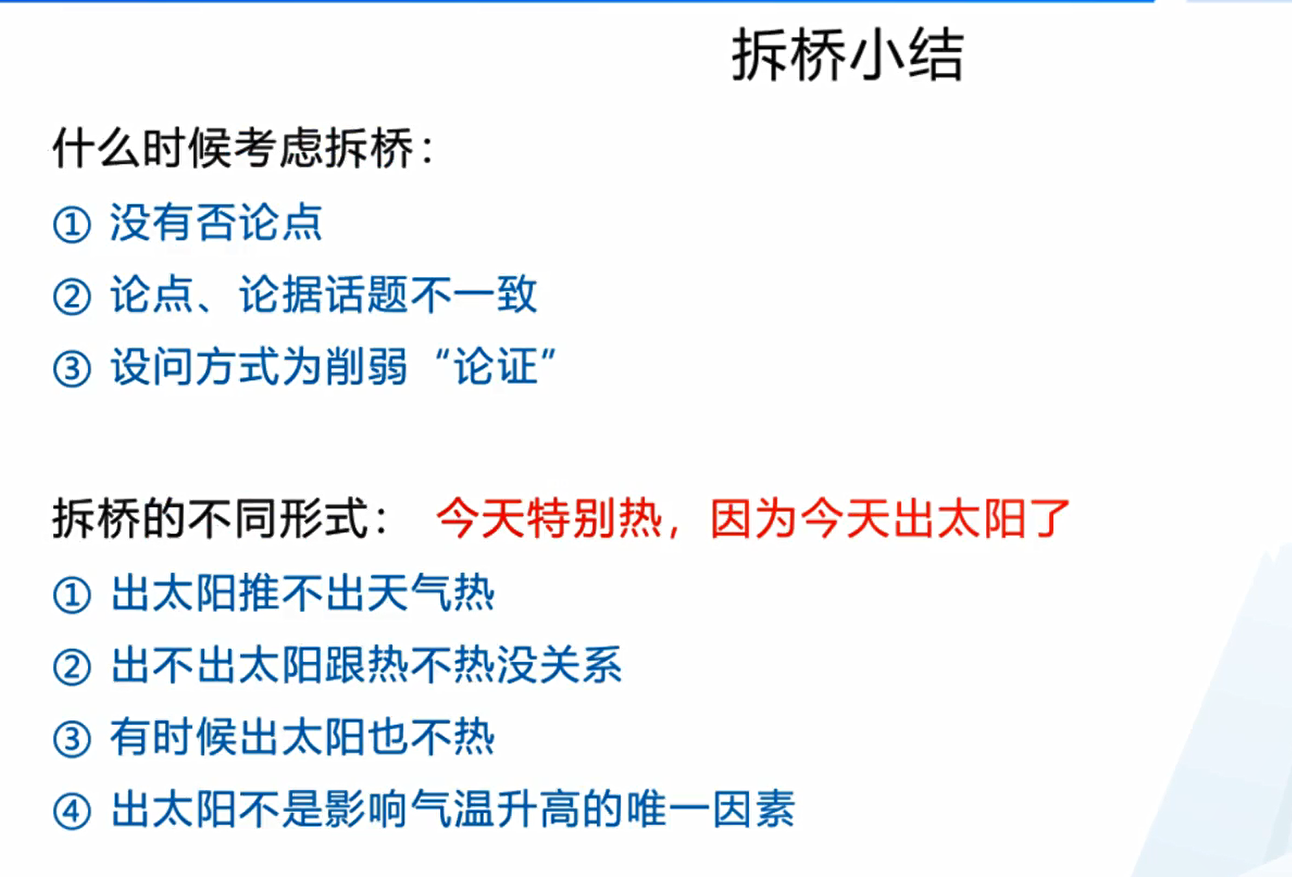 拆桥小结
什么时候考虑拆桥：
① 没有否论点
② 论点、论据话题不一致
③ 设问方式为削弱“论证”
拆桥的不同形式： 今天特别热，因为今天出太阳了
① 出太阳推不出天气热
② 出不出太阳跟热不热没关系
③ 有时候出太阳也不热
④ 出太阳不是影响气温升高的唯一因素